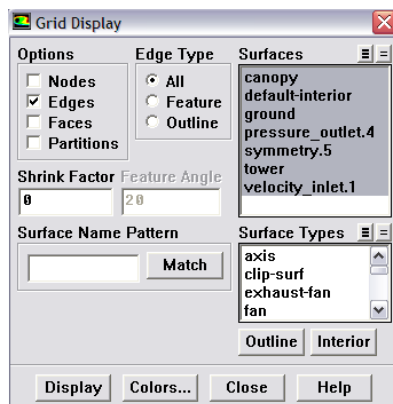 Grid Display
Options
Nodes
Edges
Faces
Partitions
Edge Type
All
Feature
Outline
Surfaces
canopy
default-interior
ground
pressure_outlet.4
symmetry.5
tower
velocity_inlet.1
Shrink Factor Feature Angle
0 20
Surface Name Pattern
Match
Surface Types
axis
clip-surf
exhaust-fan
fan
Outline Interior
Display Colors... Close Help